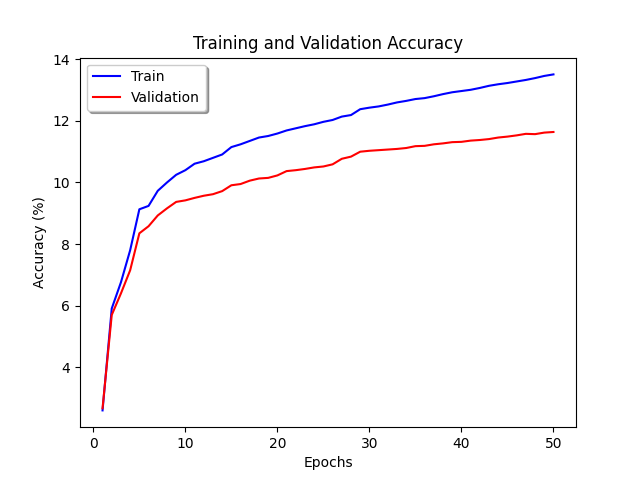 Training and Validation Accuracy
Train
Validation
14
12
10
8
6
4
Accuracy (%)
0 10 20 30 40 50
Epochs